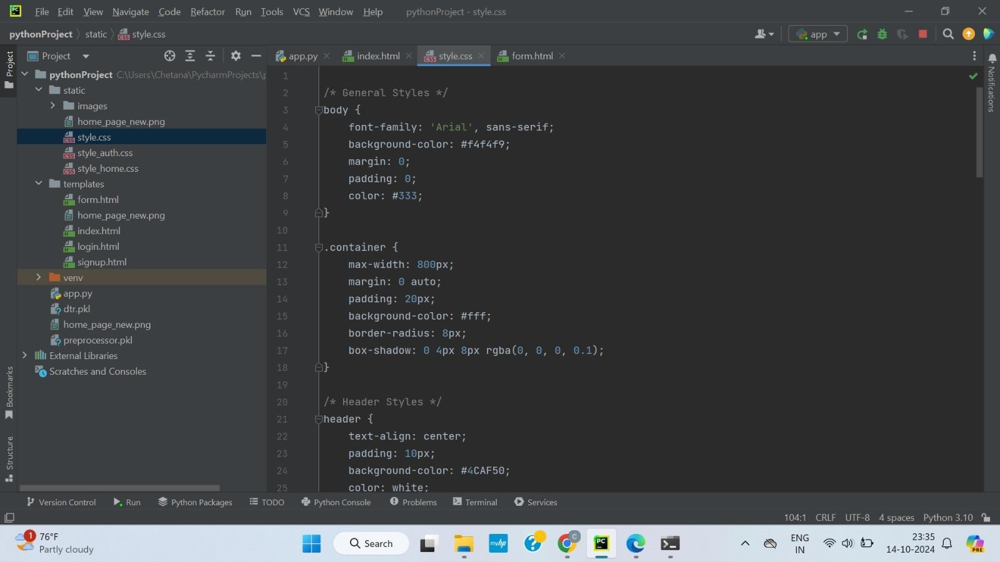 File Edit View Navigate Code Refactor Run Tools VCS Window Help pythonProject - style.css
pythonProject static style.css app
Project
app.py index.html style.css form.html
Project
Notifications
pythonProject C:\Users\Chetana\PycharmProjects\p
static
images
home_page_new.png
style.css
style_auth.css
style_home.css
templates
form.html
home_page_new.png
index.html
login.html
signup.html
venv
app.py
dtr.pkl
home_page_new.png
preprocessor.pkl
External Libraries
Scratches and Consoles
Bookmarks
Structure
1
2 /* General Styles */
3 body {
4 font-family: 'Arial', sans-serif;
5 background-color: #f4f4f9;
6 margin: 0;
7 padding: 0;
8 color: #333;
9 }
10
11 .container {
12 max-width: 800px;
13 margin: 0 auto;
14 padding: 20px;
15 background-color: #fff;
16 border-radius: 8px;
17 box-shadow: 0 4px 8px rgba(0, 0, 0, 0.1);
18 }
19
20 /* Header Styles */
21 header {
22 text-align: center;
23 padding: 10px;
24 background-color: #4CAF50;
25 color: white;
Version Control Run Python Packages TODO Python Console Problems Terminal Services
104:1 CRLF UTF-8 4 spaces Python 3.10
1 76°F
Partly cloudy
Search
myhp
C
PC
ENG
IN
23:35
14-10-2024
PRE